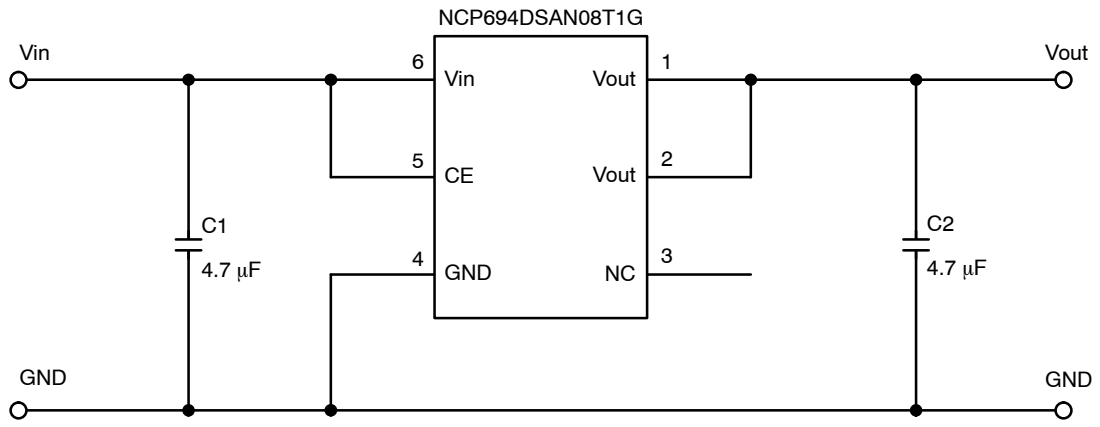 NCP694DSAN08T1G
Vin
Vout
6
1
Vin
Vout
5
2
CE
Vout
C1
4.7 μF
C2
4.7 μF
4
3
GND
NC
GND
GND